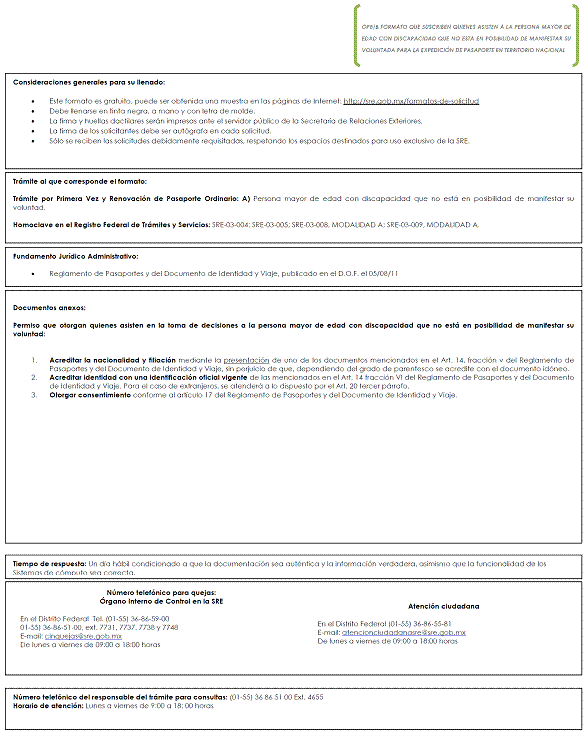 OP6/B FORMATO QUE SUSCRIBEN QUIENES ASISTEN A LA PERSONA MAYOR DE
EDAD CON DISCAPACIDAD QUE NO ESTA EN POSIBILIDAD DE MANIFESTAR SU
VOLUNTAD PARA LA EXPEDICIÓN DE PASAPORTE EN TERRITORIO NACIONAL
Consideraciones generales para su llenado:
• Este formato es gratuito, puede ser obtenida una muestra en las páginas de Internet: http://sre.gob.mx/formatos-de-solicitud
• Debe llenarse en tinta negra, a mano y con letra de molde.
• La firma y huellas dactilares serán impresas ante el servidor público de la Secretaría de Relaciones Exteriores.
• La firma de los solicitantes debe ser autógrafa en cada solicitud.
• Sólo se reciben las solicitudes debidamente requisitadas, respetando los espacios destinados para uso exclusivo de la SRE.
Trámite al que corresponde el formato:
Trámite por Primera Vez y Renovación de Pasaporte Ordinario: A) Persona mayor de edad con discapacidad que no está en posibilidad de manifestar su
voluntad.
Homoclave en el Registro Federal de Trámites y Servicios: SRE-03-004; SRE-03-005; SRE-03-008, MODALIDAD A; SRE-03-009, MODALIDAD A.
Fundamento Jurídico Administrativo:
• Reglamento de Pasaportes y del Documento de Identidad y Viaje, publicado en el D.O.F. el 05/08/11
Documentos anexos:
Permiso que otorgan quienes asisten en la toma de decisiones a la persona mayor de edad con discapacidad que no está en posibilidad de manifestar su
voluntad:
1. Acreditar la nacionalidad y filiación mediante la presentación de uno de los documentos mencionados en el Art. 14, fracción v del Reglamento de
Pasaportes y del Documento de Identidad y Viaje, sin perjuicio de que, dependiendo del grado de parentesco se acredite con el documento idóneo.
2. Acreditar identidad con una identificación oficial vigente de las mencionados en el Art. 14 fracción VI del Reglamento de Pasaportes y del Documento
de Identidad y Viaje. Para el caso de extranjeros, se atenderá a lo dispuesto por el Art. 20 tercer párrafo.
3. Otorgar consentimiento conforme al artículo 17 del Reglamento de Pasaportes y del Documento de Identidad y Viaje.
Tiempo de respuesta: Un día hábil condicionado a que la documentación sea auténtica y la información verdadera, asimismo que la funcionalidad de los
Sistemas de cómputo sea correcta.
Número telefónico para quejas:
Órgano Interno de Control en la SRE
En el Distrito Federal Tel. (01-55) 36-86-59-00
01-55) 36-86-51-00, ext. 7731, 7737, 7738 y 7748
E-mail: cinquejas@sre.gob.mx
De lunes a viernes de 09:00 a 18:00 horas
Atención ciudadana
En el Distrito Federal (01-55) 36-86-55-81
E-mail: atencionciudadanasre@sre.gob.mx
De lunes a viernes de 09:00 a 18:00 horas
Número telefónico del responsable del trámite para consultas: (01-55) 36 86 51 00 Ext. 4655
Horario de atención: Lunes a viernes de 9:00 a 18: 00 horas